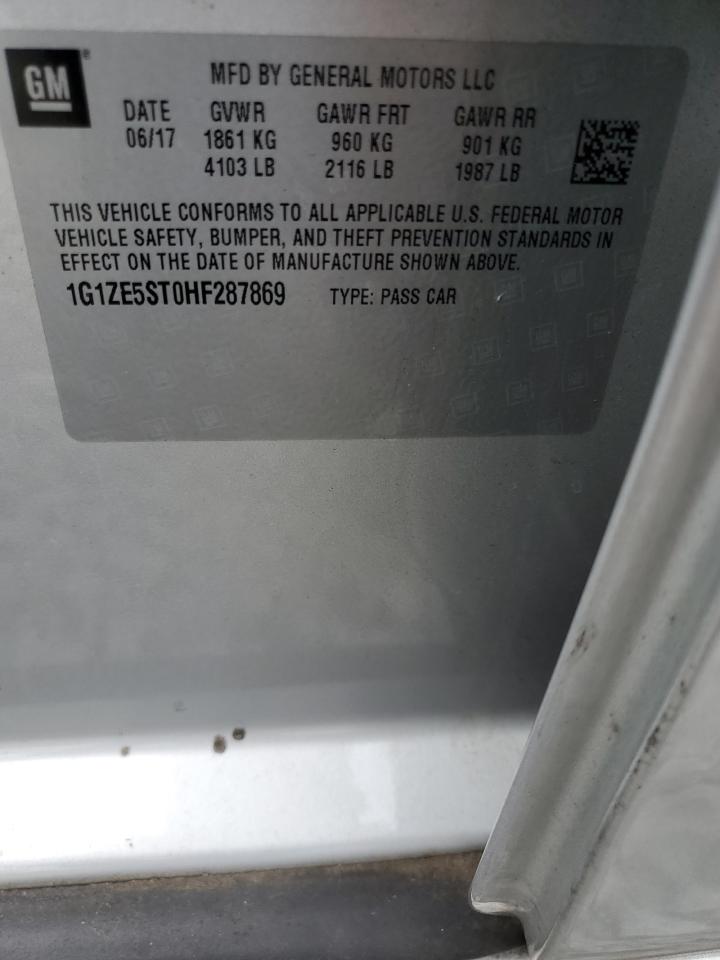 GM
MFD BY GENERAL MOTORS LLC
DATE GVWR GAWR FRT GAWR RR
06/17 1861 KG 960 KG 901 KG
4103 LB 2116 LB 1987 LB
THIS VEHICLE CONFORMS TO ALL APPLICABLE U.S. FEDERAL MOTOR
VEHICLE SAFETY, BUMPER, AND THEFT PREVENTION STANDARDS IN
EFFECT ON THE DATE OF MANUFACTURE SHOWN ABOVE.
1G1ZE5ST0HF287869 TYPE: PASS CAR